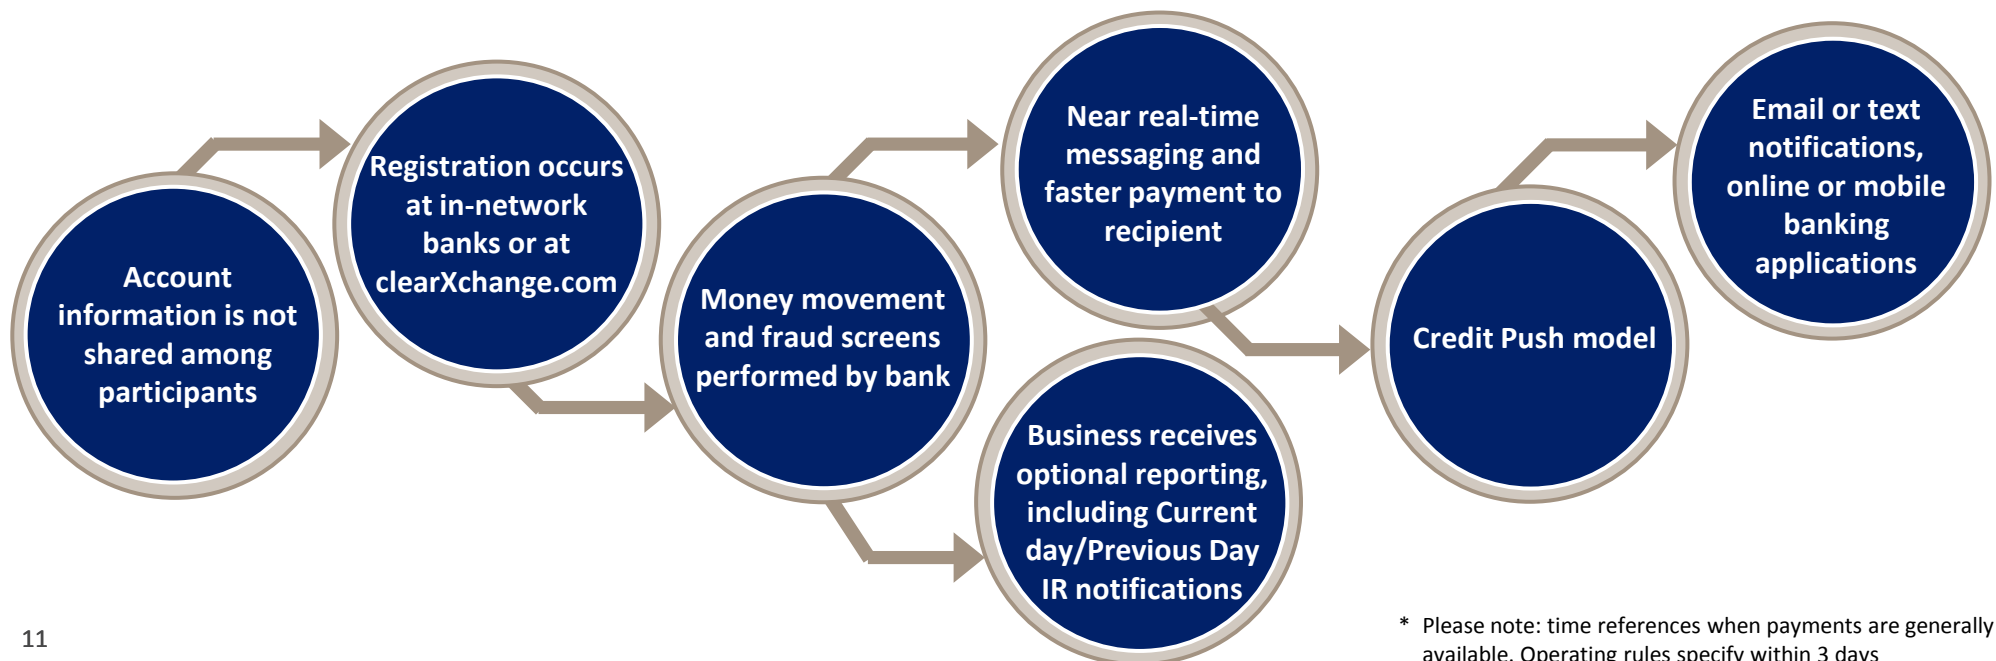 Account
information is not
shared among
participants
Registration occurs
at in-network
banks or at
clearXchange.com
Money movement
and fraud screens
performed by bank
Near real-time
messaging and
faster payment to
recipient
Business receives
optional reporting,
including Current
day/Previous Day
IR notifications
Credit Push model
Email or text
notifications,
online or mobile
banking
applications
11
* Please note: time references when payments are generally
available. Operating rules specify within 3 days